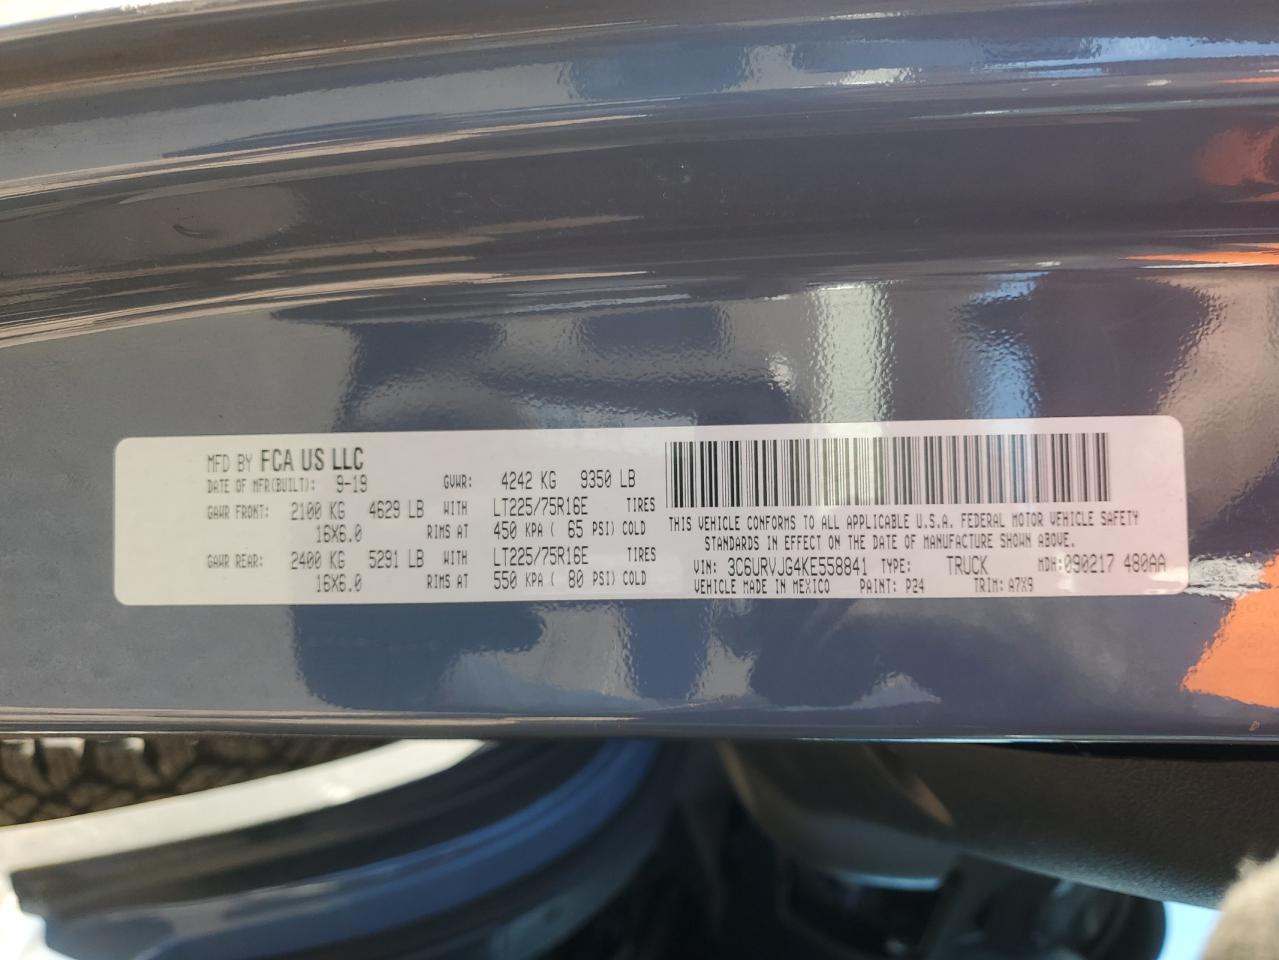 MFD BY FCA US LLC
DATE OF MFR(BUILT): 9-19 GVWR: 4242 KG 9350 LB
GAWR FRONT: 2100 KG 4629 LB WITH LT225/75R16E TIRES
16X6.0 RIMS AT 450 KPA ( 65 PSI) COLD
GAWR REAR: 2400 KG 5291 LB WITH LT225/75R16E TIRES
16X6.0 RIMS AT 550 KPA ( 80 PSI) COLD
THIS VEHICLE CONFORMS TO ALL APPLICABLE U.S.A. FEDERAL MOTOR VEHICLE SAFETY
STANDARDS IN EFFECT ON THE DATE OF MANUFACTURE SHOWN ABOVE.
VIN: 3C6URVJG4KE558841 TYPE: TRUCK MDH: 090217 480AA
VEHICLE MADE IN MEXICO PAINT: P24 TRIM: A7X9